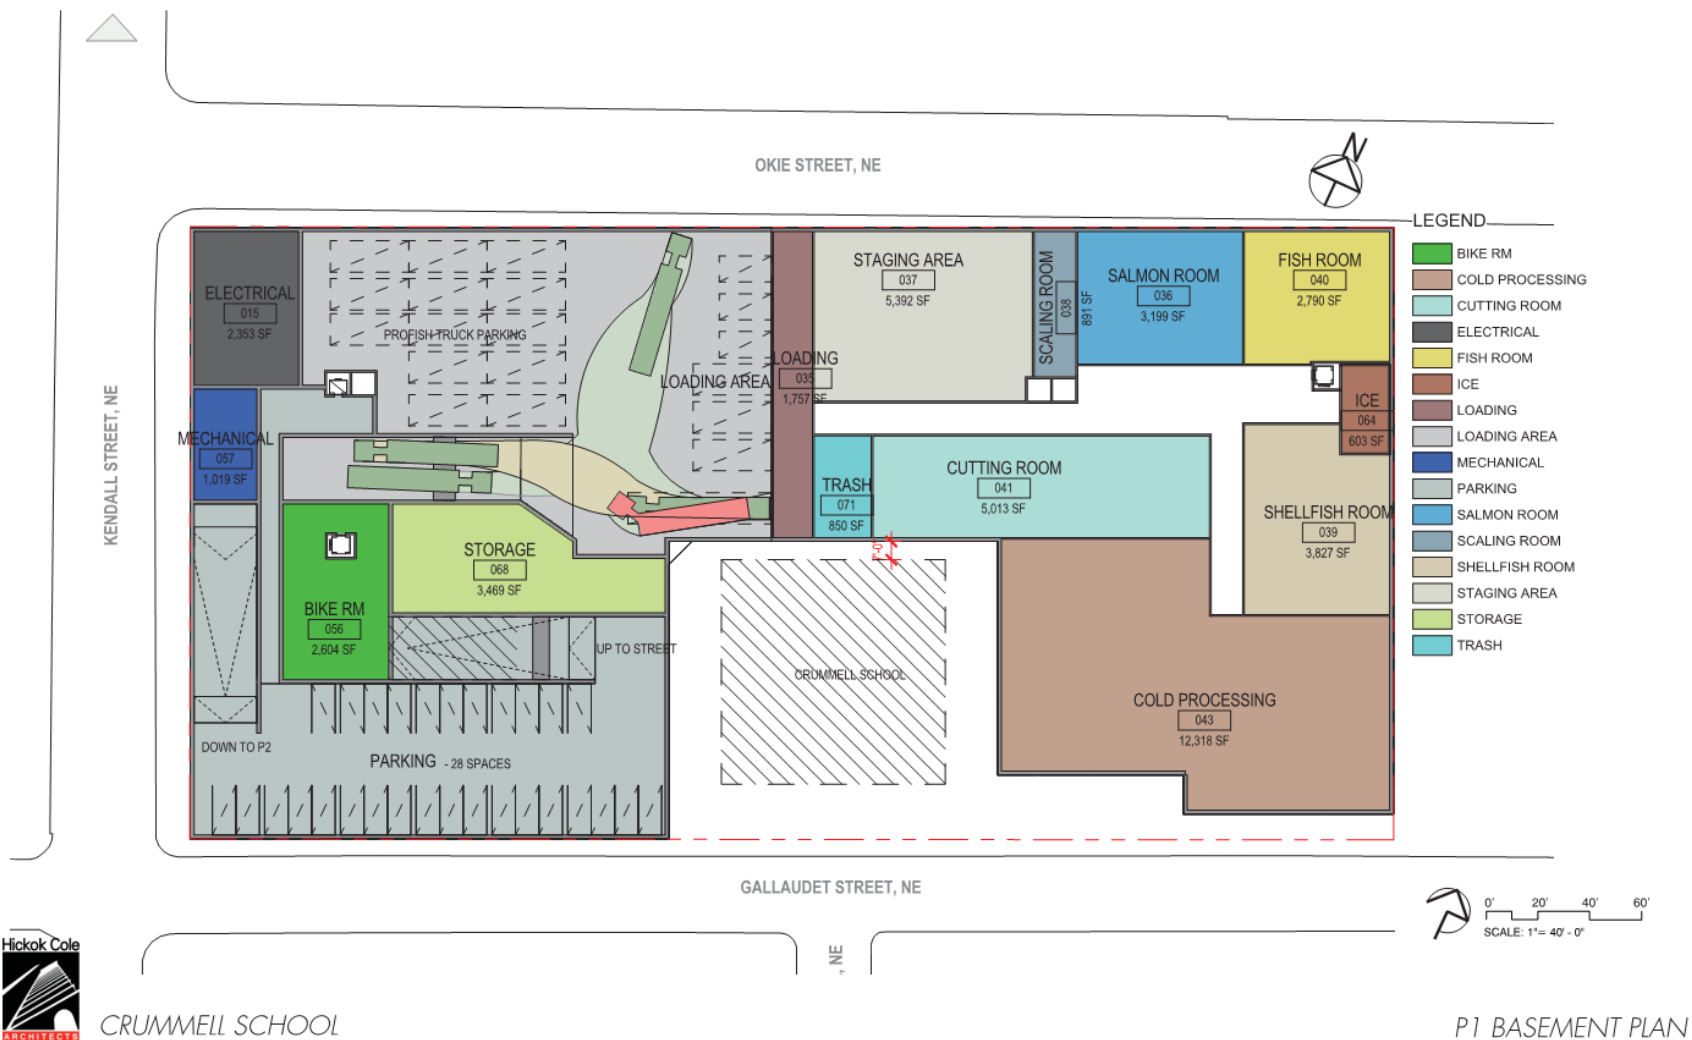 OKIE STREET, NE
N
KENDALL STREET, NE
ELECTRICAL
015
2,353 SF
PROFISH TRUCK PARKING
LOADING AREA
LOADING
035
1,757 SF
STAGING AREA
037
5,392 SF
SCALING ROOM
038
891 SF
SALMON ROOM
036
3,199 SF
FISH ROOM
040
2,790 SF
ICE
064
603 SF
MECHANICAL
057
1,019 SF
TRASH
071
850 SF
CUTTING ROOM
041
5,013 SF
SHELLFISH ROOM
039
3,827 SF
STORAGE
068
3,469 SF
BIKE RM
056
2,604 SF
UP TO STREET
CRUMMELL SCHOOL
COLD PROCESSING
043
12,318 SF
DOWN TO P2
PARKING - 28 SPACES
LEGEND
BIKE RM
COLD PROCESSING
CUTTING ROOM
ELECTRICAL
FISH ROOM
ICE
LOADING
LOADING AREA
MECHANICAL
PARKING
SALMON ROOM
SCALING ROOM
SHELLFISH ROOM
STAGING AREA
STORAGE
TRASH
GALLAUDET STREET, NE
, NE
0' 20' 40' 60'
SCALE: 1"= 40' - 0"
Hickok Cole
ARCHITECTS
CRUMMELL SCHOOL
P1 BASEMENT PLAN